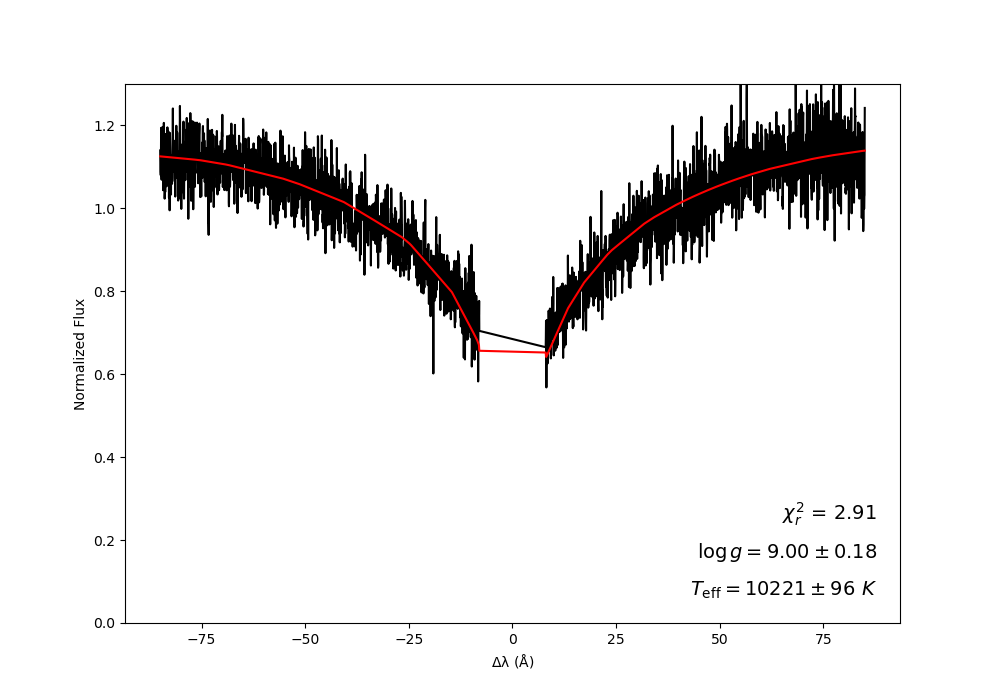 1.2
1.0
0.8
0.6
0.4
0.2
0.0
Normalized Flux
χ²ᵣ = 2.91
log g = 9.00 ± 0.18
T_eff = 10221 ± 96 K
−75 −50 −25 0 25 50 75
Δλ (Å)